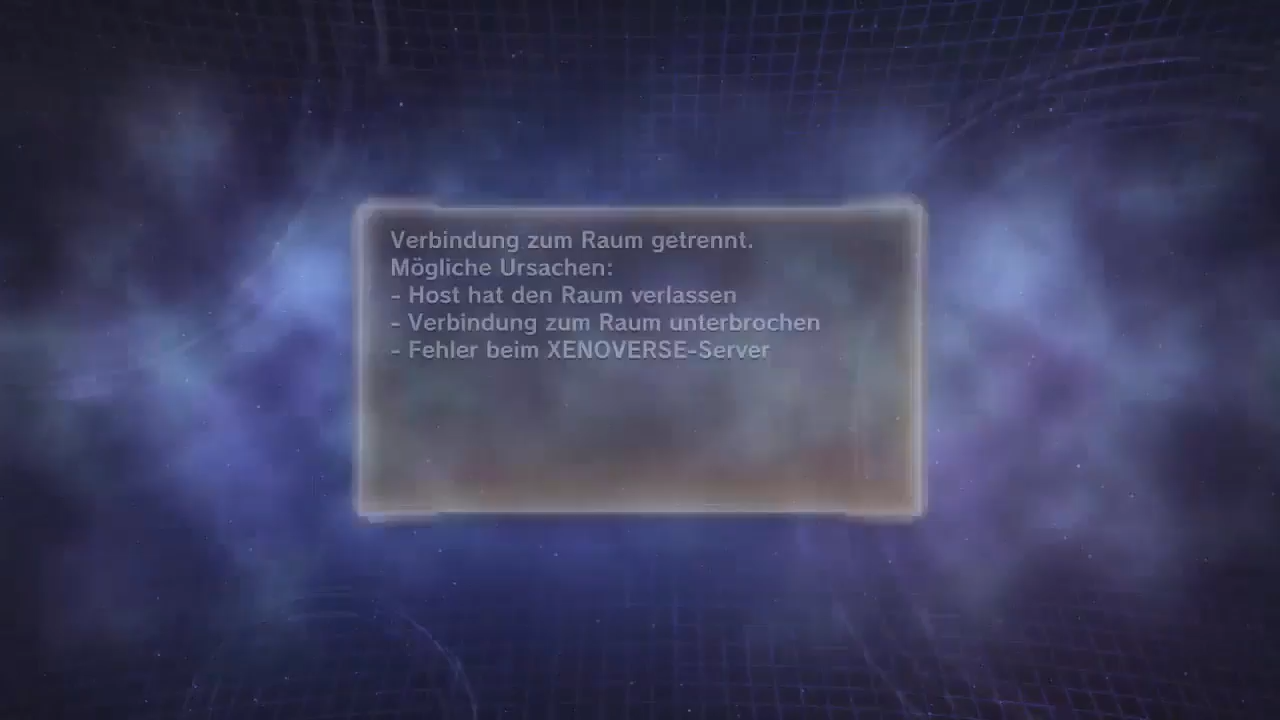 Verbindung zum Raum getrennt.
Mögliche Ursachen:
- Host hat den Raum verlassen
- Verbindung zum Raum unterbrochen
- Fehler beim XENOVERSE-Server